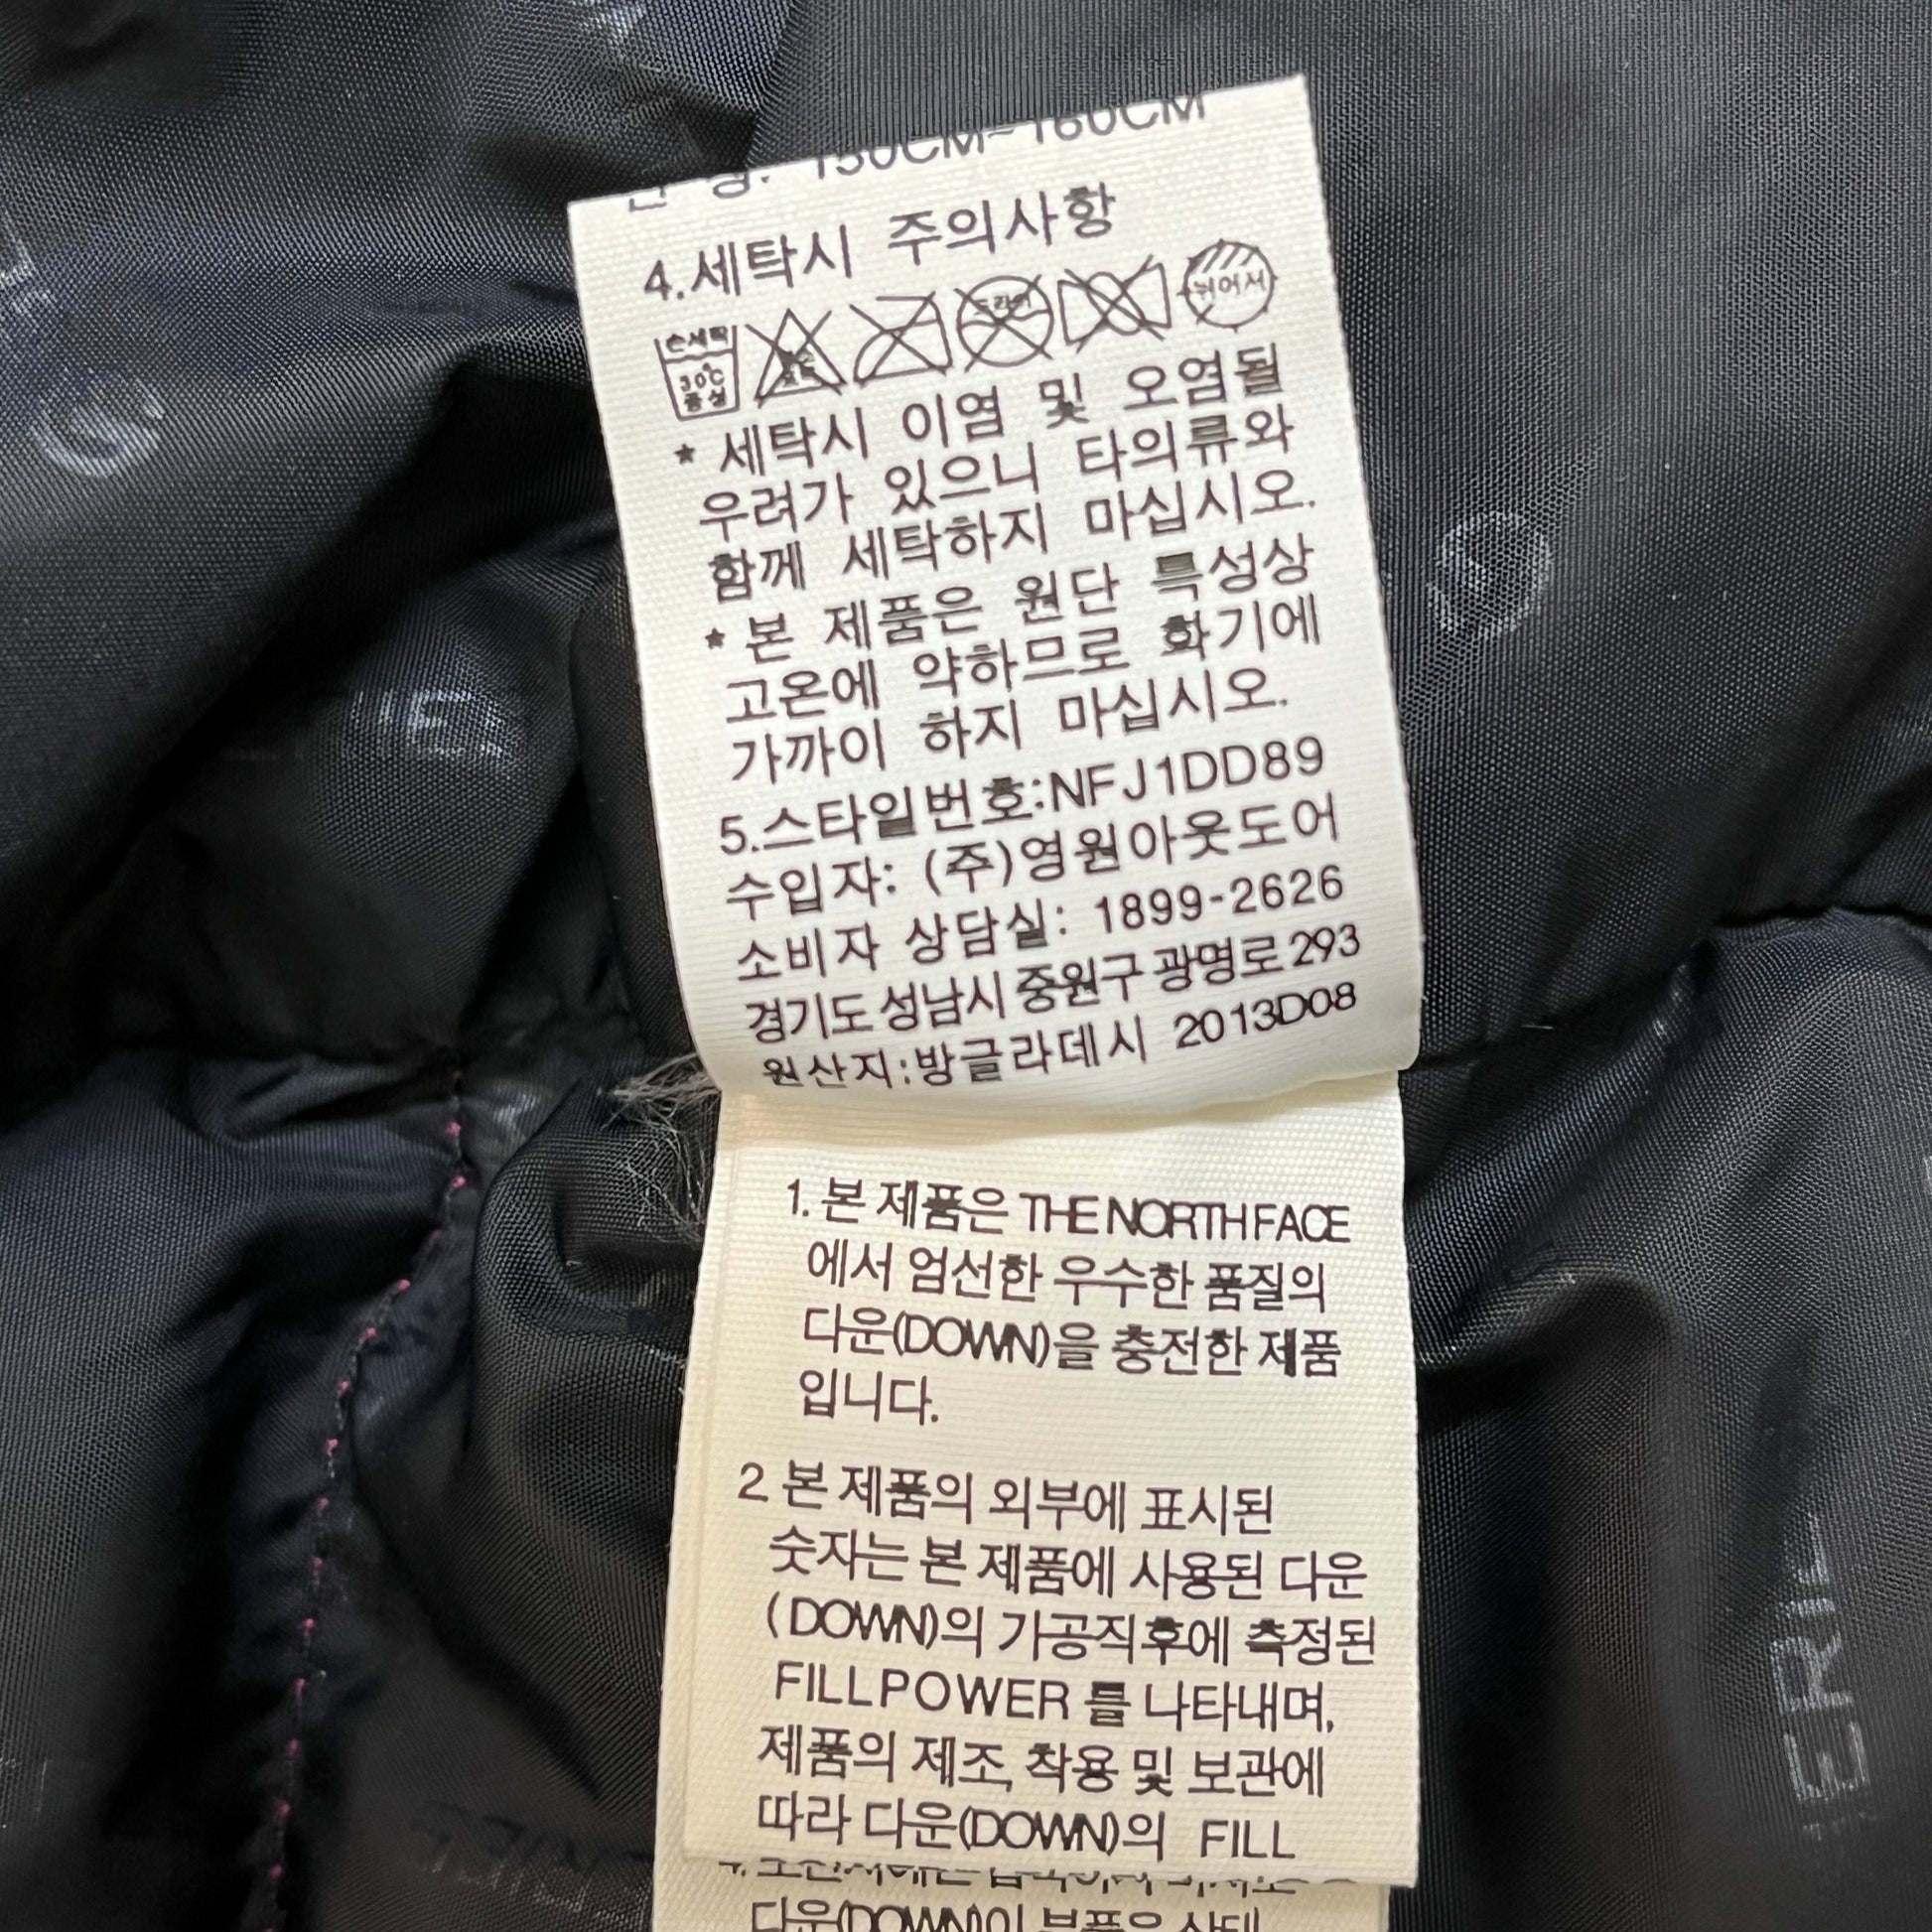 150CM~160CM
4.세탁시 주의사항
손세탁 30℃ 중성
드라이
뉘어서
* 세탁시 이염 및 오염될
우려가 있으니 타의류와
함께 세탁하지 마십시오.
* 본 제품은 원단 특성상
고온에 약하므로 화기에
가까이 하지 마십시오.
5.스타일번호:NFJ1DD89
수입자: (주)영원아웃도어
소비자 상담실: 1899-2626
경기도 성남시 중원구 광명로 293
원산지:방글라데시 2013D08
1. 본 제품은 THE NORTH FACE
에서 엄선한 우수한 품질의
다운(DOWN)을 충전한 제품
입니다.
2 본 제품의 외부에 표시된
숫자는 본 제품에 사용된 다운
(DOWN)의 가공직후에 측정된
FILLPOWER 를 나타내며,
제품의 제조, 착용 및 보관에
따라 다운(DOWN)의 FILL